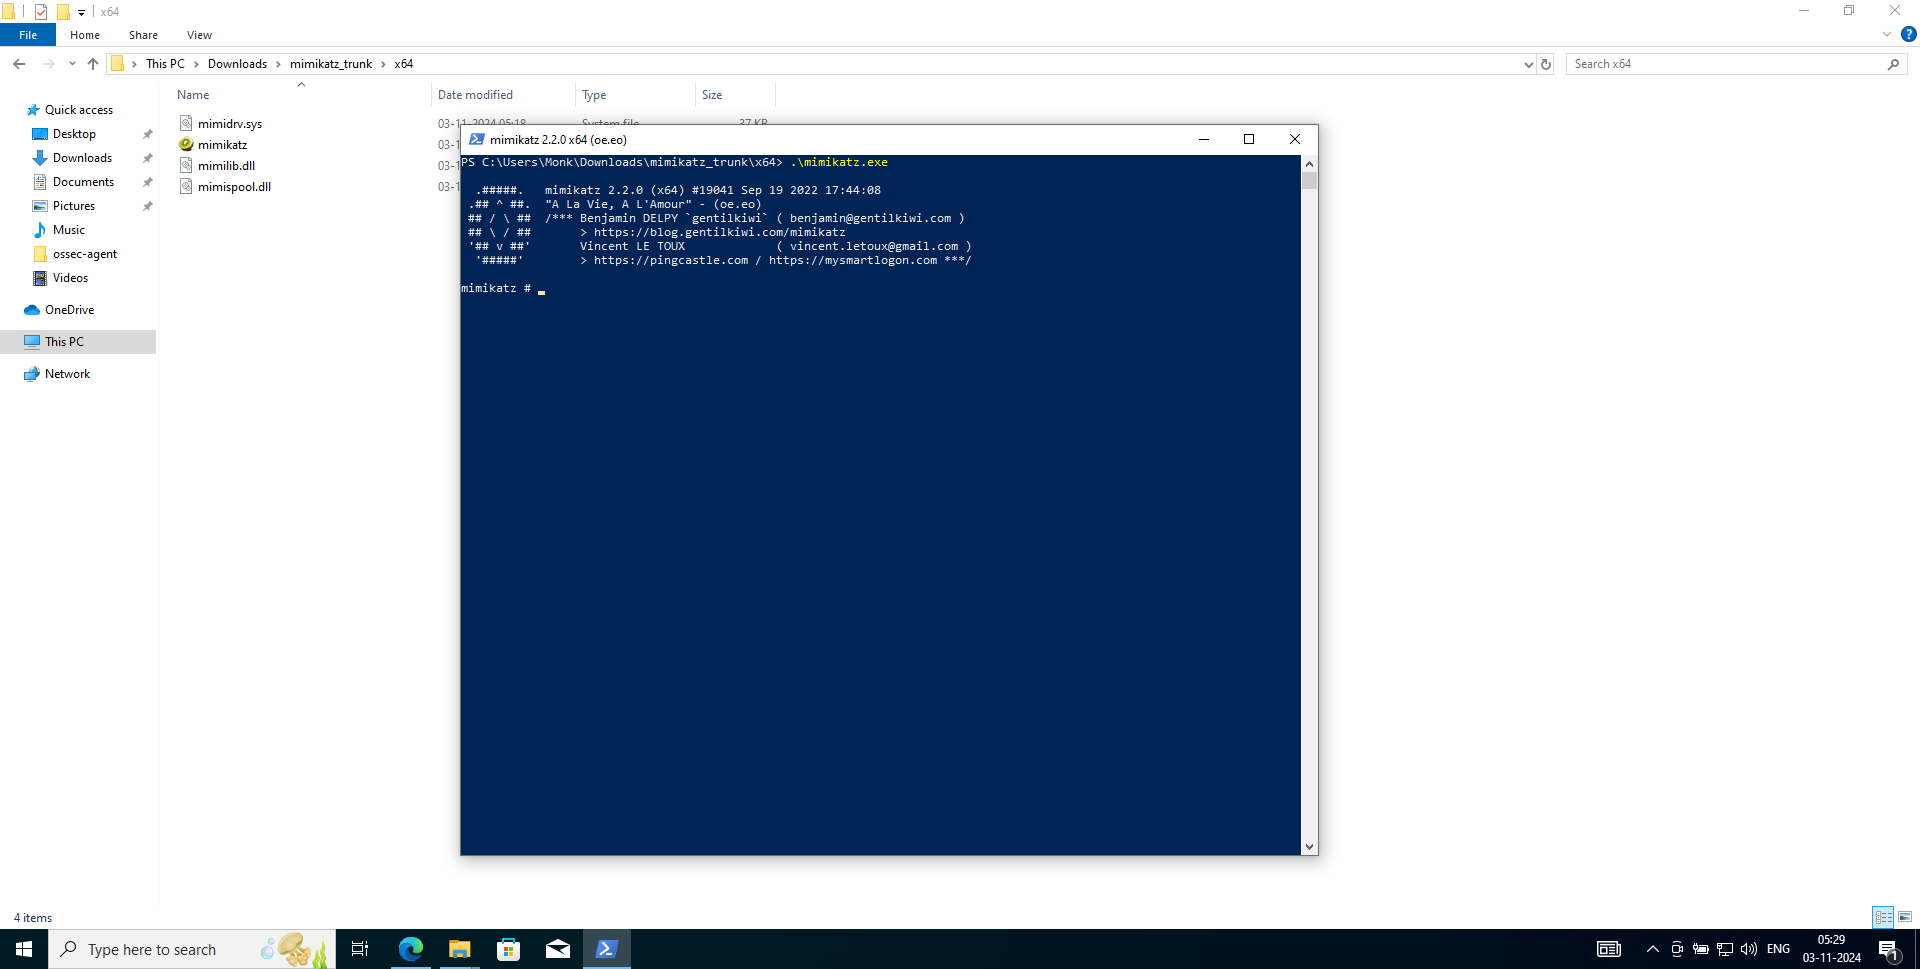 x64
File Home Share View
This PC Downloads mimikatz_trunk x64
Search x64
Name Date modified Type Size
Quick access
Desktop
Downloads
Documents
Pictures
Music
ossec-agent
Videos
OneDrive
This PC
Network
mimidrv.sys 03-11-2024 05:18 System file 37 KB
mimikatz 03-1
mimilib.dll 03-1
mimispool.dll 03-1
mimikatz 2.2.0 x64 (oe.eo)
PS C:\Users\Monk\Downloads\mimikatz_trunk\x64> .\mimikatz.exe
.#####. mimikatz 2.2.0 (x64) #19041 Sep 19 2022 17:44:08
.## ^ ##. "A La Vie, A L'Amour" - (oe.eo)
## / \ ## /*** Benjamin DELPY `gentilkiwi` ( benjamin@gentilkiwi.com )
## \ / ## > https://blog.gentilkiwi.com/mimikatz
'## v ##' Vincent LE TOUX ( vincent.letoux@gmail.com )
'#####' > https://pingcastle.com / https://mysmartlogon.com ***/
mimikatz # _
4 items
Type here to search
ENG
05:29
03-11-2024
1